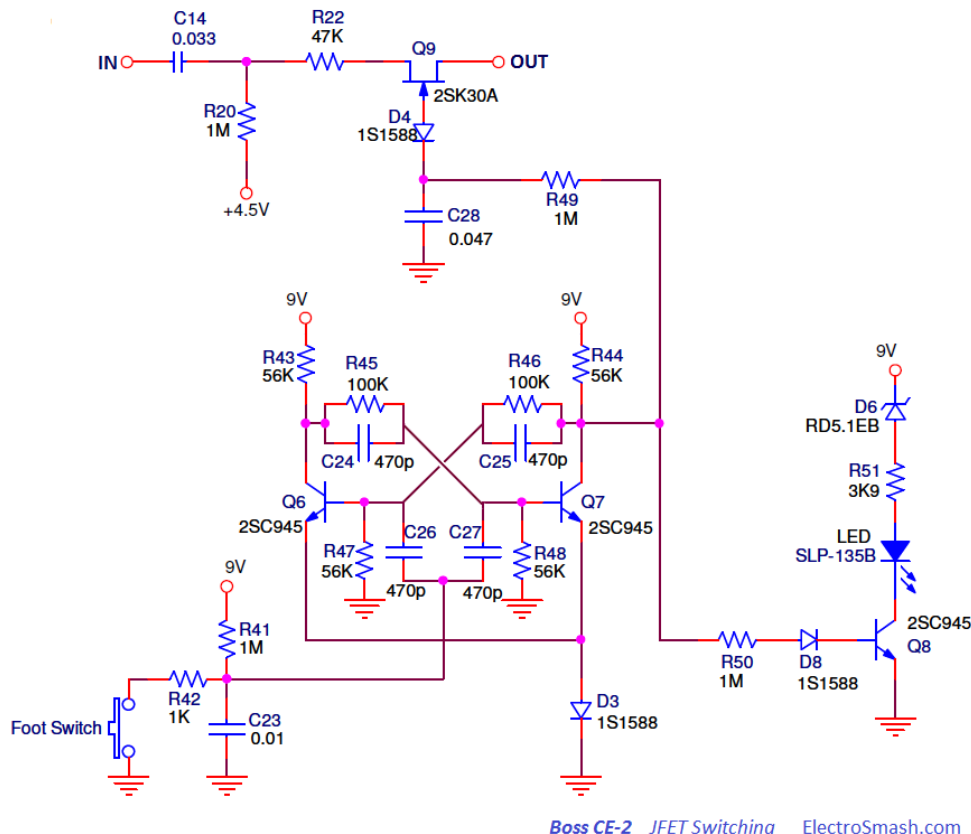 C14
0.033
R22
47K
Q9
IN
OUT
2SK30A
R20
1M
D4
1S1588
+4.5V
R49
1M
C28
0.047
9V
9V
R43
56K
R45
100K
R46
100K
R44
56K
9V
D6
RD5.1EB
C24
470p
C25
470p
R51
3K9
Q6
2SC945
Q7
2SC945
C26
C27
LED
SLP-135B
R47
56K
R48
56K
470p
470p
9V
R41
1M
2SC945
Q8
R50
1M
D8
1S1588
R42
1K
D3
1S1588
C23
0.01
Foot Switch
Boss CE-2 JFET Switching ElectroSmash.com